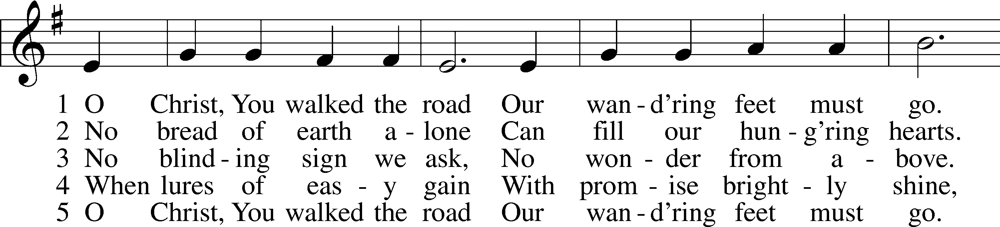 1 O Christ, You walked the road Our wan - d’ring feet must go.
2 No bread of earth a - lone Can fill our hun - g’ring hearts.
3 No blind - ing sign we ask, No won - der from a - bove.
4 When lures of eas - y gain With prom - ise bright - ly shine,
5 O Christ, You walked the road Our wan - d’ring feet must go.